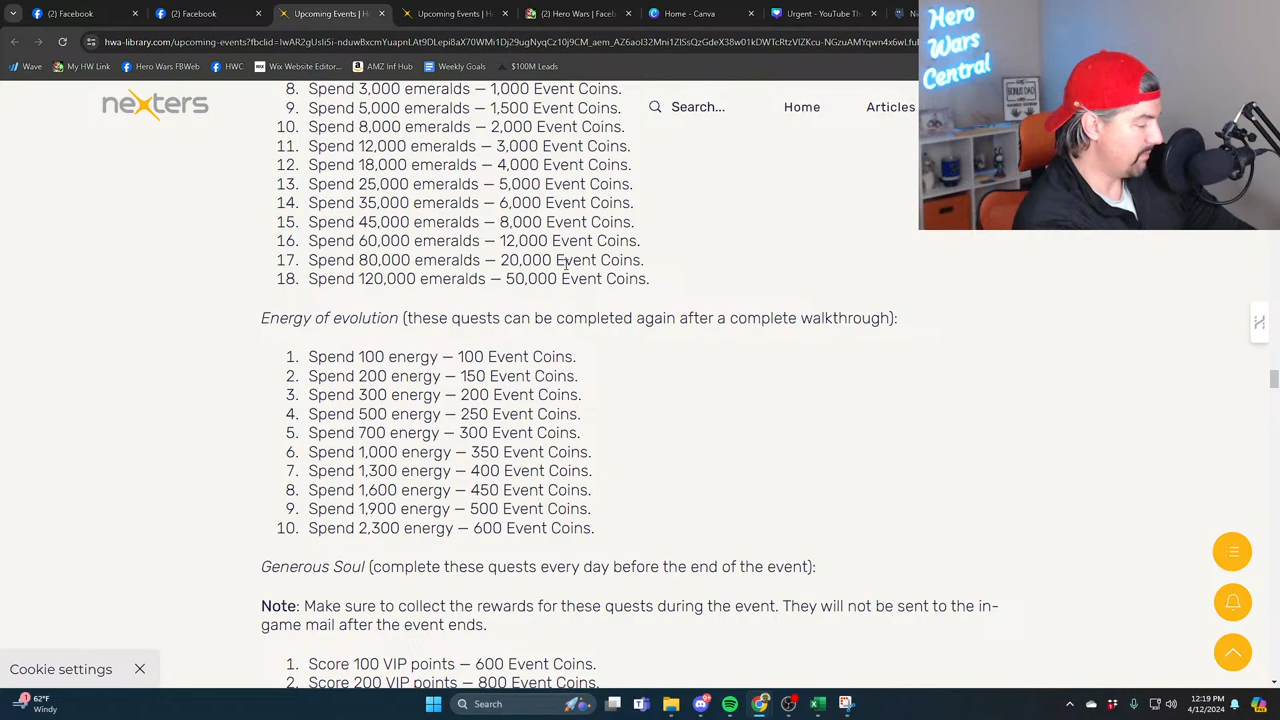 (2) Facebook
(2) Facebook
Upcoming Events | H
Upcoming Events | H
(2) Hero Wars | Faceb
Home - Canva
Urgent - YouTube Th
hwa-library.com/upcoming-events?fbclid=
Wave
My HW Link
Hero Wars FBWeb
HWC
Wix Website Editor...
AMZ Inf Hub
Weekly Goals
$100M Leads
Hero
Wars
Central
BONUS DAD
nexters
Search...
Home
Articles
8. Spend 3,000 emeralds — 1,000 Event Coins.
9. Spend 5,000 emeralds — 1,500 Event Coins.
10. Spend 8,000 emeralds — 2,000 Event Coins.
11. Spend 12,000 emeralds — 3,000 Event Coins.
12. Spend 18,000 emeralds — 4,000 Event Coins.
13. Spend 25,000 emeralds — 5,000 Event Coins.
14. Spend 35,000 emeralds — 6,000 Event Coins.
15. Spend 45,000 emeralds — 8,000 Event Coins.
16. Spend 60,000 emeralds — 12,000 Event Coins.
17. Spend 80,000 emeralds — 20,000 Event Coins.
18. Spend 120,000 emeralds — 50,000 Event Coins.
Energy of evolution (these quests can be completed again after a complete walkthrough):
1. Spend 100 energy — 100 Event Coins.
2. Spend 200 energy — 150 Event Coins.
3. Spend 300 energy — 200 Event Coins.
4. Spend 500 energy — 250 Event Coins.
5. Spend 700 energy — 300 Event Coins.
6. Spend 1,000 energy — 350 Event Coins.
7. Spend 1,300 energy — 400 Event Coins.
8. Spend 1,600 energy — 450 Event Coins.
9. Spend 1,900 energy — 500 Event Coins.
10. Spend 2,300 energy — 600 Event Coins.
Generous Soul (complete these quests every day before the end of the event):
Note: Make sure to collect the rewards for these quests during the event. They will not be sent to the in-
game mail after the event ends.
1. Score 100 VIP points — 600 Event Coins.
2. Score 200 VIP points — 800 Event Coins.
Cookie settings
62°F
Windy
Search
12:19 PM
4/12/2024